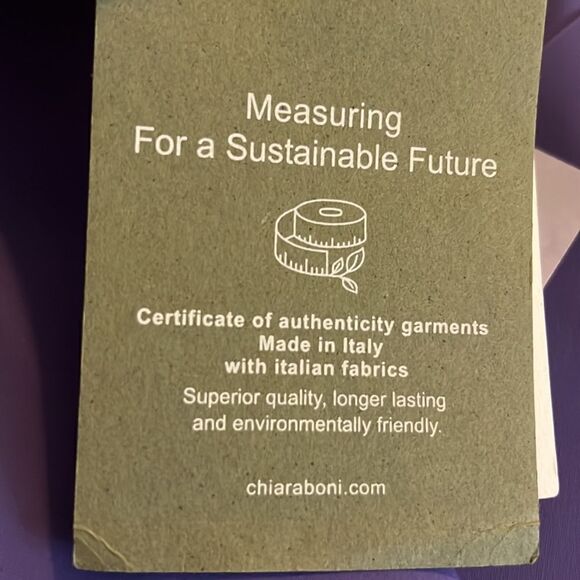 Measuring
For a Sustainable Future
Certificate of authenticity garments
Made in Italy
with italian fabrics
Superior quality, longer lasting
and environmentally friendly.
chiaraboni.com